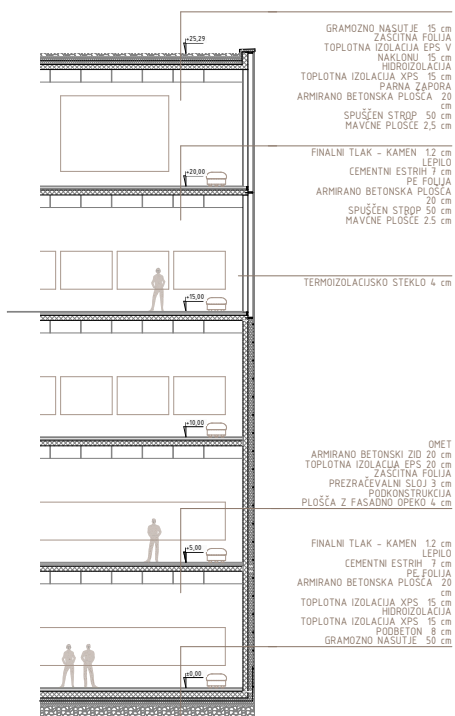 +25,29
GRAMOZNO NASUTJE 15 cm
ZAŠČITNA FOLIJA
TOPLOTNA IZOLACIJA EPS V
NAKLONU 15 cm
HIDROIZOLACIJA
TOPLOTNA IZOLACIJA XPS 15 cm
PARNA ZAPORA
ARMIRANO BETONSKA PLOŠČA 20
cm
SPUŠČEN STROP 50 cm
MAVČNE PLOŠČE 2,5 cm
+20,00
FINALNI TLAK - KAMEN 1.2 cm
LEPILO
CEMENTNI ESTRIH 7 cm
PE FOLIJA
ARMIRANO BETONSKA PLOŠČA
20 cm
SPUŠČEN STROP 50 cm
MAVČNE PLOŠČE 2.5 cm
TERMOIZOLACIJSKO STEKLO 4 cm
+15,00
+10,00
OMET
ARMIRANO BETONSKI ZID 20 cm
TOPLOTNA IZOLACIJA EPS 20 cm
ZAŠČITNA FOLIJA
PREZRAČEVALNI SLOJ 3 cm
PODKONSTRUKCIJA
PLOŠČA Z FASADNO OPEKO 4 cm
+5,00
FINALNI TLAK - KAMEN 1.2 cm
LEPILO
CEMENTNI ESTRIH 7 cm
PE FOLIJA
ARMIRANO BETONSKA PLOŠČA 20
cm
TOPLOTNA IZOLACIJA XPS 15 cm
HIDROIZOLACIJA
TOPLOTNA IZOLACIJA XPS 15 cm
PODBETON 8 cm
GRAMOZNO NASUTJE 50 cm
±0,00